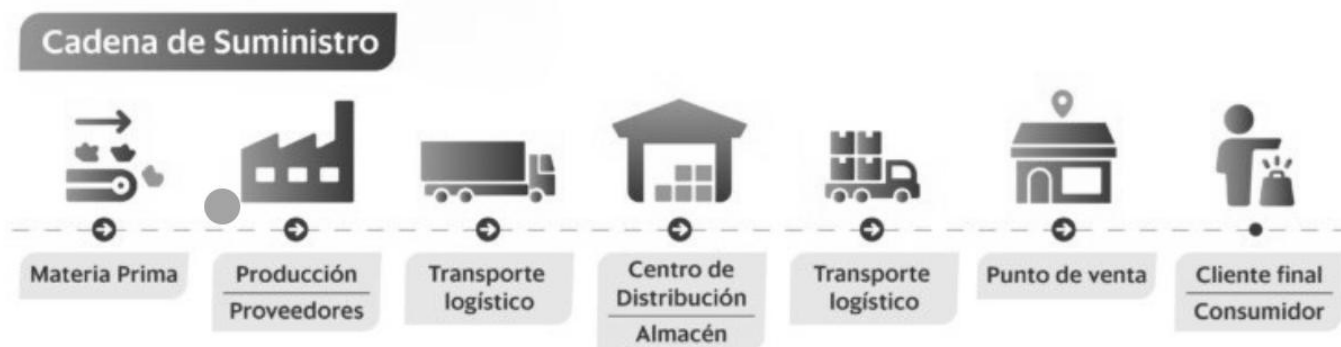 Cadena de Suministro
Materia Prima
Producción
Proveedores
Transporte
logístico
Centro de
Distribución
Almacén
Transporte
logístico
Punto de venta
Cliente final
Consumidor